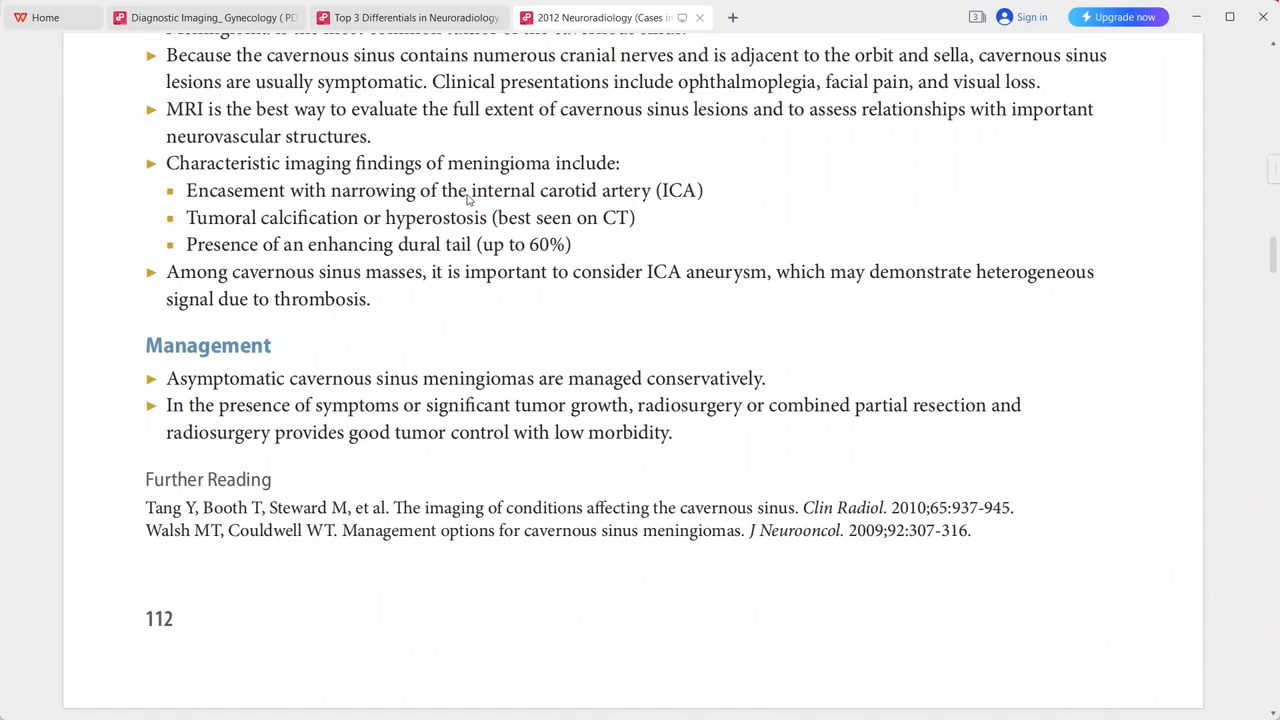 Home
Diagnostic Imaging_ Gynecology ( PD
Top 3 Differentials in Neuroradiology
2012 Neuroradiology (Cases in
3
Sign in
Upgrade now
► Because the cavernous sinus contains numerous cranial nerves and is adjacent to the orbit and sella, cavernous sinus
lesions are usually symptomatic. Clinical presentations include ophthalmoplegia, facial pain, and visual loss.
► MRI is the best way to evaluate the full extent of cavernous sinus lesions and to assess relationships with important
neurovascular structures.
► Characteristic imaging findings of meningioma include:
▪ Encasement with narrowing of the internal carotid artery (ICA)
▪ Tumoral calcification or hyperostosis (best seen on CT)
▪ Presence of an enhancing dural tail (up to 60%)
► Among cavernous sinus masses, it is important to consider ICA aneurysm, which may demonstrate heterogeneous
signal due to thrombosis.
Management
► Asymptomatic cavernous sinus meningiomas are managed conservatively.
► In the presence of symptoms or significant tumor growth, radiosurgery or combined partial resection and
radiosurgery provides good tumor control with low morbidity.
Further Reading
Tang Y, Booth T, Steward M, et al. The imaging of conditions affecting the cavernous sinus. Clin Radiol. 2010;65:937-945.
Walsh MT, Couldwell WT. Management options for cavernous sinus meningiomas. J Neurooncol. 2009;92:307-316.
112